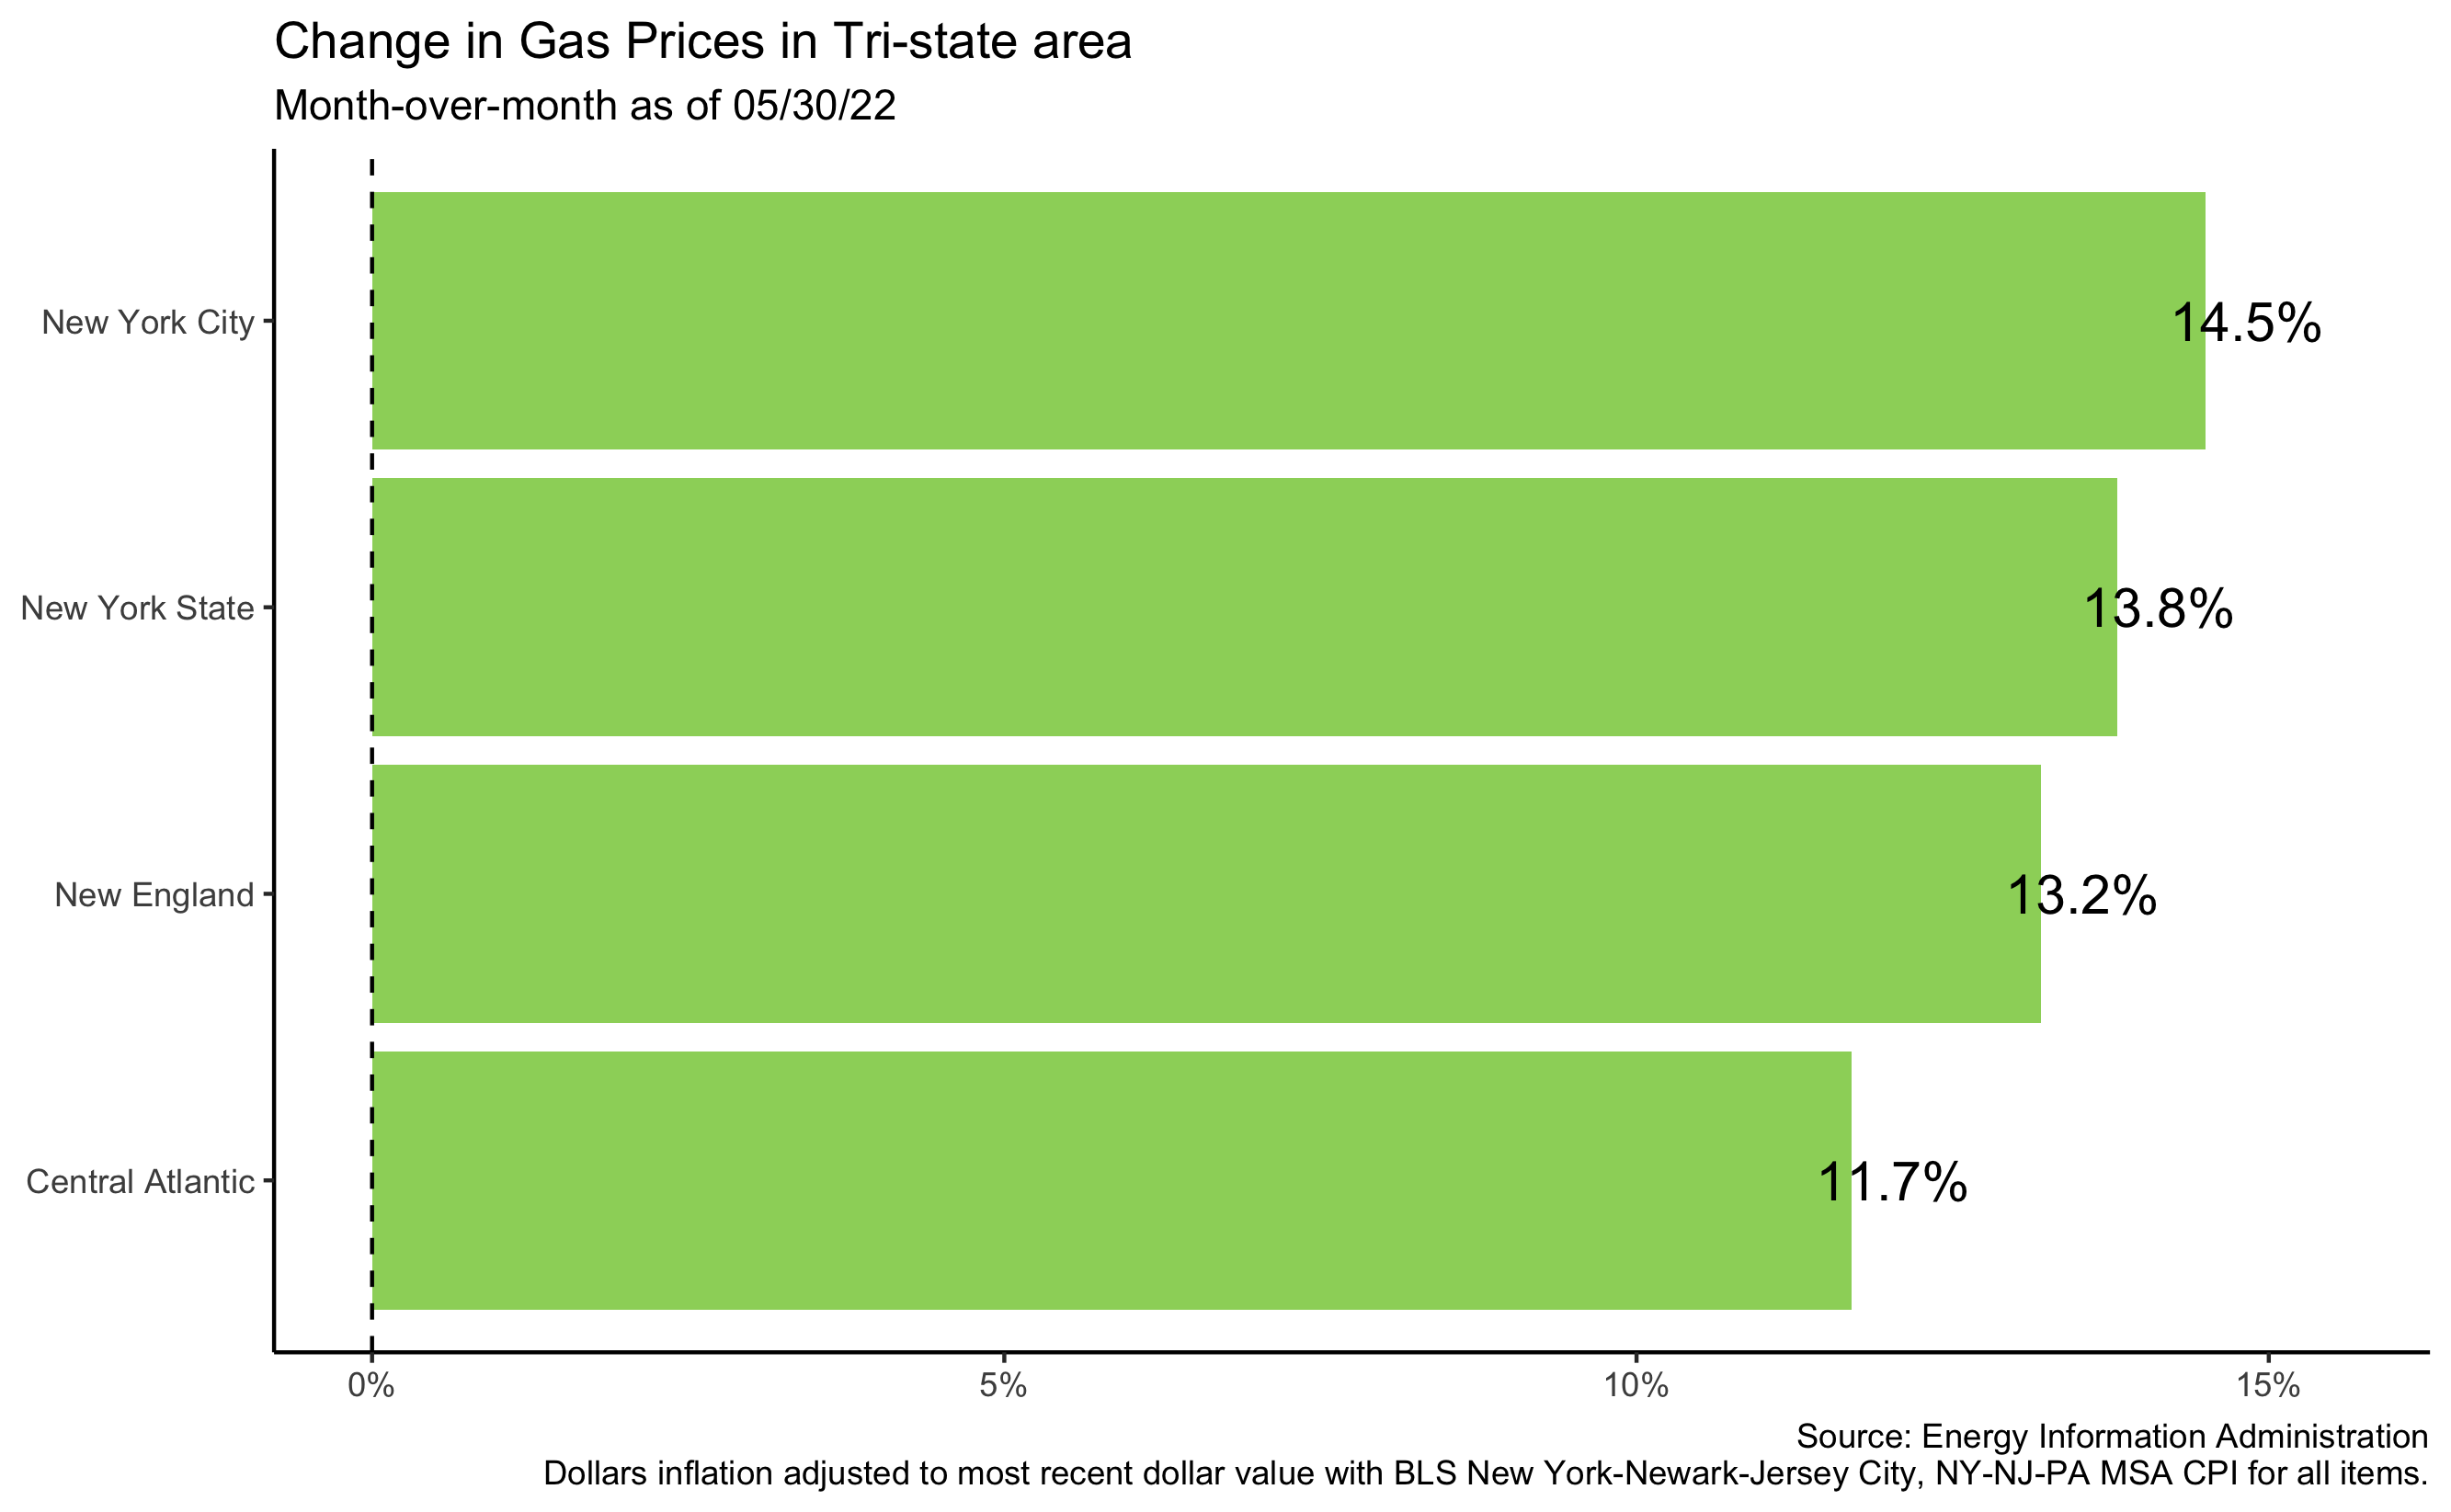 Change in Gas Prices in Tri-state area
Month-over-month as of 05/30/22
New York City
14.5%
New York State
13.8%
New England
13.2%
Central Atlantic
11.7%
0%
5%
10%
15%
Source: Energy Information Administration
Dollars inflation adjusted to most recent dollar value with BLS New York-Newark-Jersey City, NY-NJ-PA MSA CPI for all items.